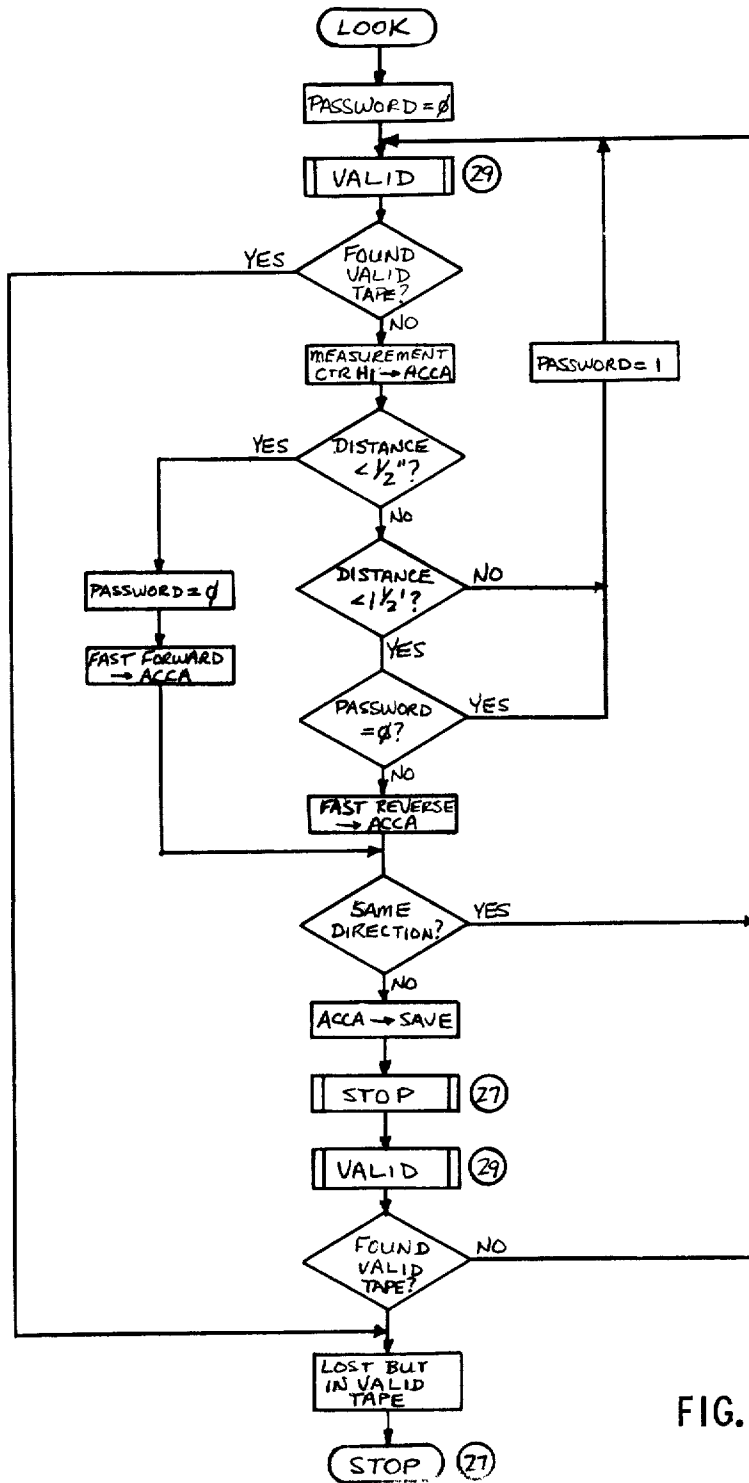 LOOK
PASSWORD=∅
VALID
29
YES
FOUND
VALID
TAPE?
NO
MEASUREMENT
CTR HI → ACCA
PASSWORD=1
YES
DISTANCE
<1/2"?
NO
PASSWORD=∅
DISTANCE
<1 1/2'?
NO
YES
FAST FORWARD
→ ACCA
PASSWORD
=∅?
YES
NO
FAST REVERSE
→ ACCA
SAME
DIRECTION?
YES
NO
ACCA → SAVE
STOP
27
VALID
29
FOUND
VALID
TAPE?
NO
LOST BUT
IN VALID
TAPE
FIG.
STOP
27